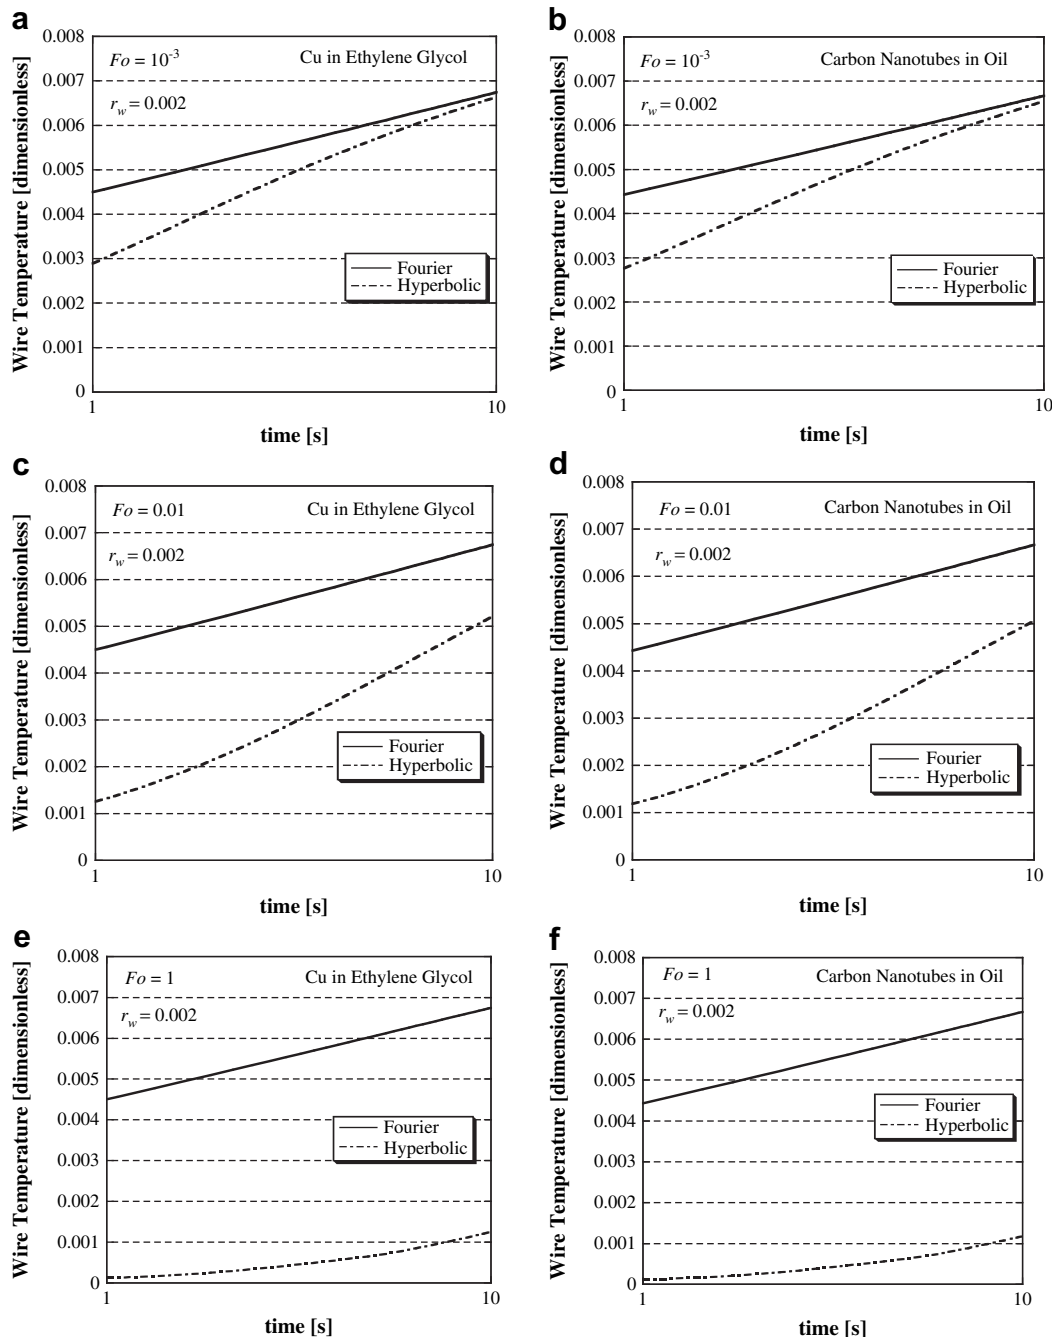 a
0.008
0.007
0.006
0.005
0.004
0.003
0.002
0.001
0
Wire Temperature [dimensionless]
Fo = 10-3
Cu in Ethylene Glycol
rw = 0.002
Fourier
Hyperbolic
1
10
time [s]
b
0.008
0.007
0.006
0.005
0.004
0.003
0.002
0.001
0
Wire Temperature [dimensionless]
Fo = 10-3
Carbon Nanotubes in Oil
rw = 0.002
Fourier
Hyperbolic
1
10
time [s]
c
0.008
0.007
0.006
0.005
0.004
0.003
0.002
0.001
0
Wire Temperature [dimensionless]
Fo = 0.01
Cu in Ethylene Glycol
rw = 0.002
Fourier
Hyperbolic
1
10
time [s]
d
0.008
0.007
0.006
0.005
0.004
0.003
0.002
0.001
0
Wire Temperature [dimensionless]
Fo = 0.01
Carbon Nanotubes in Oil
rw = 0.002
Fourier
Hyperbolic
1
10
time [s]
e
0.008
0.007
0.006
0.005
0.004
0.003
0.002
0.001
0
Wire Temperature [dimensionless]
Fo = 1
Cu in Ethylene Glycol
rw = 0.002
Fourier
Hyperbolic
1
10
time [s]
f
0.008
0.007
0.006
0.005
0.004
0.003
0.002
0.001
0
Wire Temperature [dimensionless]
Fo = 1
Carbon Nanotubes in Oil
rw = 0.002
Fourier
Hyperbolic
1
10
time [s]